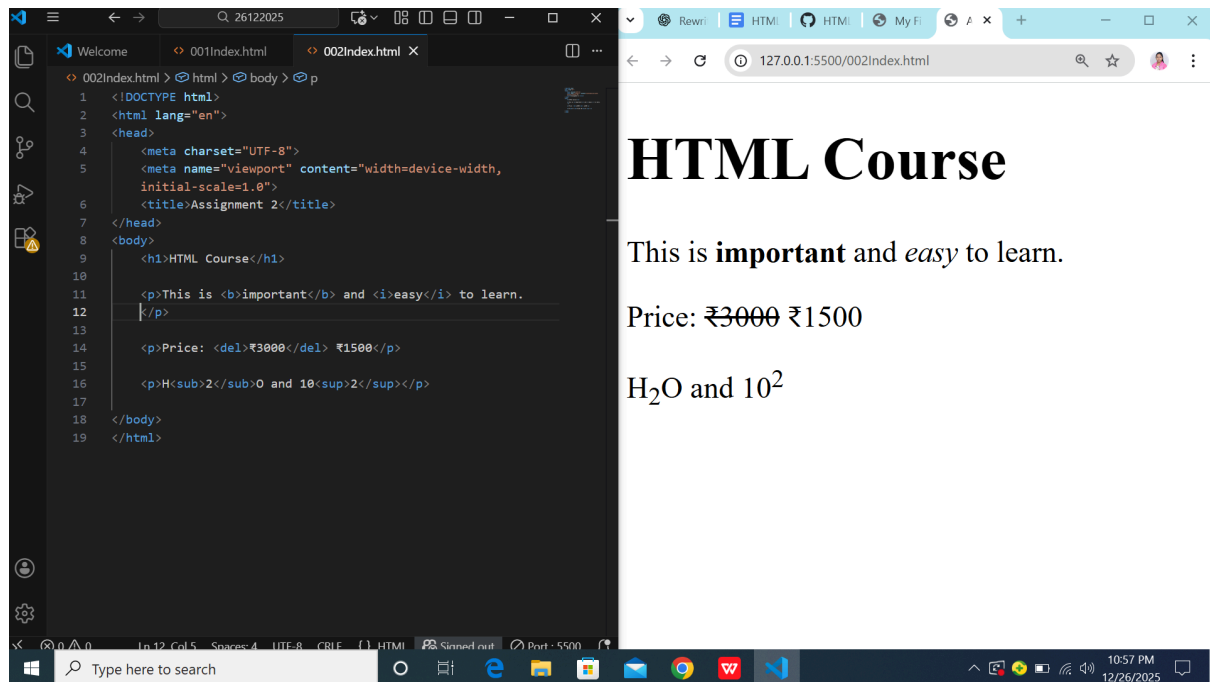 26122025
Welcome
001Index.html
002Index.html
002Index.html > html > body > p
1 <!DOCTYPE html>
2 <html lang="en">
3 <head>
4 <meta charset="UTF-8">
5 <meta name="viewport" content="width=device-width,
initial-scale=1.0">
6 <title>Assignment 2</title>
7 </head>
8 <body>
9 <h1>HTML Course</h1>
10
11 <p>This is <b>important</b> and <i>easy</i> to learn.
12 </p>
13
14 <p>Price: <del>₹3000</del> ₹1500</p>
15
16 <p>H<sub>2</sub>O and 10<sup>2</sup></p>
17
18 </body>
19 </html>
0 0 Ln 12, Col 5 Spaces: 4 UTF-8 CRLF { } HTML Signed out Port : 5500
Rewri
HTML
HTML
My Fi
A
127.0.0.1:5500/002Index.html
HTML Course
This is important and easy to learn.
Price: ₹3000 ₹1500
H₂O and 10²
Type here to search
10:57 PM
12/26/2025